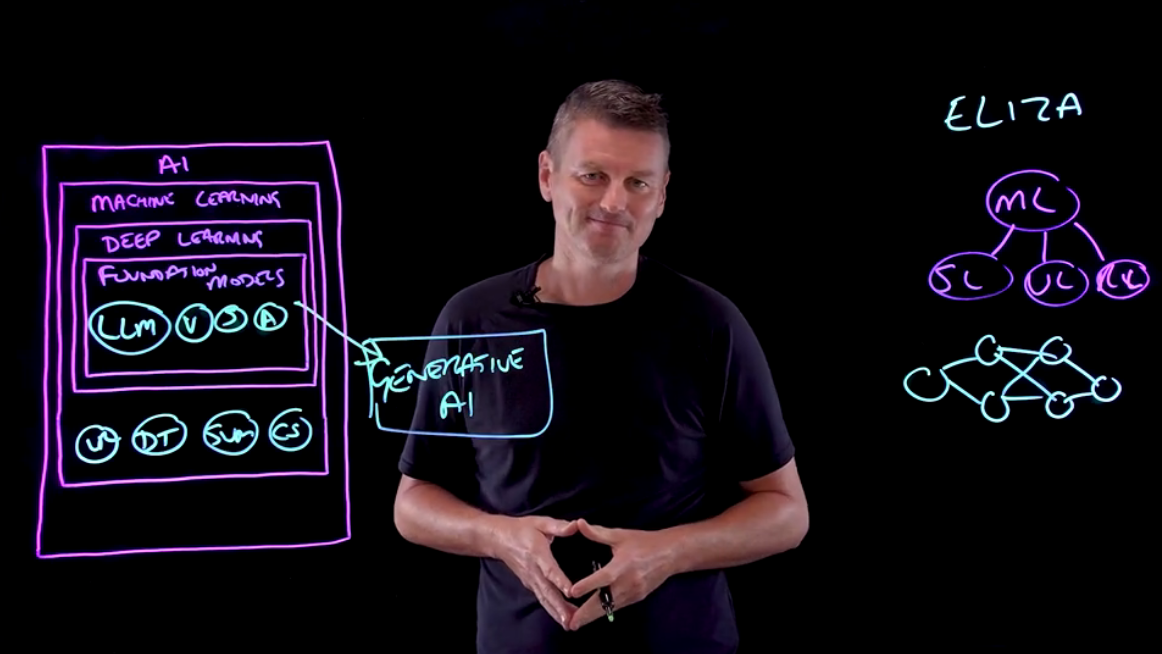 AI
MACHINE LEARNING
DEEP LEARNING
FOUNDATION
MODELS
LLM V S A
DT SVM CS
GENERATIVE
AI
ELIZA
ML
SL UL RL